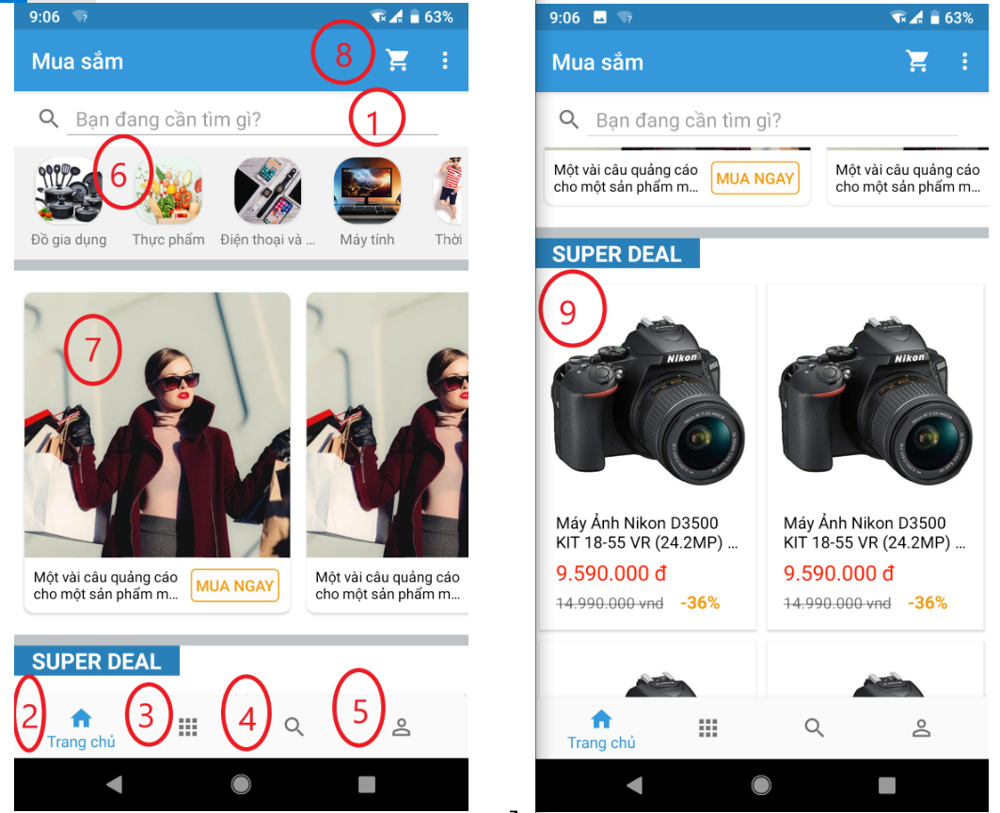 9:06 63%
Mua sắm 8
Bạn đang cần tìm gì? 1
6
Đồ gia dụng Thực phẩm Điện thoại và ... Máy tính Thời
7
Một vài câu quảng cáo
cho một sản phẩm m...
MUA NGAY
Một vài câu quảng cáo
cho một sản phẩm m...
SUPER DEAL
2 3 4 5
Trang chủ
9:06 63%
Mua sắm
Bạn đang cần tìm gì?
Một vài câu quảng cáo
cho một sản phẩm m...
MUA NGAY
Một vài câu quảng cáo
cho một sản phẩm m...
SUPER DEAL
9
Nikon
Nikon
Máy Ảnh Nikon D3500
KIT 18-55 VR (24.2MP) ...
9.590.000 đ
14.990.000 vnd -36%
Máy Ảnh Nikon D3500
KIT 18-55 VR (24.2MP) ...
9.590.000 đ
14.990.000 vnd -36%
Trang chủ